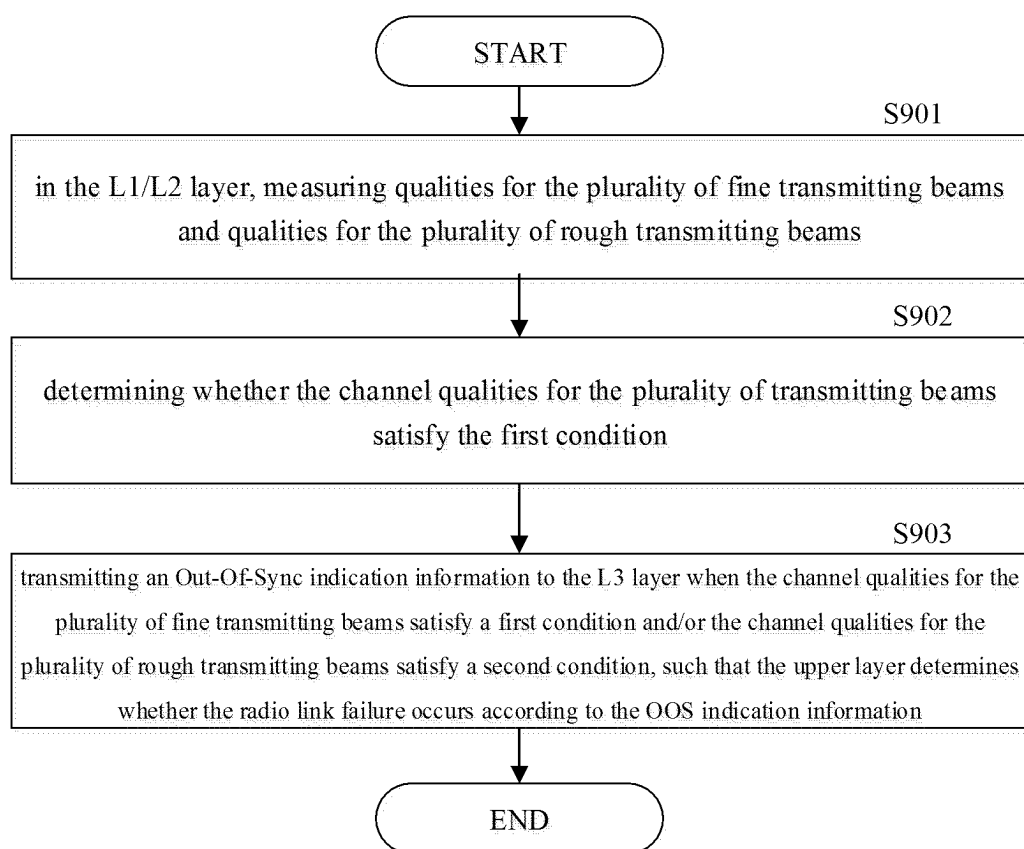 START
S901
in the L1/L2 layer, measuring qualities for the plurality of fine transmitting beams
and qualities for the plurality of rough transmitting beams
S902
determining whether the channel qualities for the plurality of transmitting beams
satisfy the first condition
S903
transmitting an Out-Of-Sync indication information to the L3 layer when the channel qualities for the
plurality of fine transmitting beams satisfy a first condition and/or the channel qualities for the
plurality of rough transmitting beams satisfy a second condition, such that the upper layer determines
whether the radio link failure occurs according to the OOS indication information
END